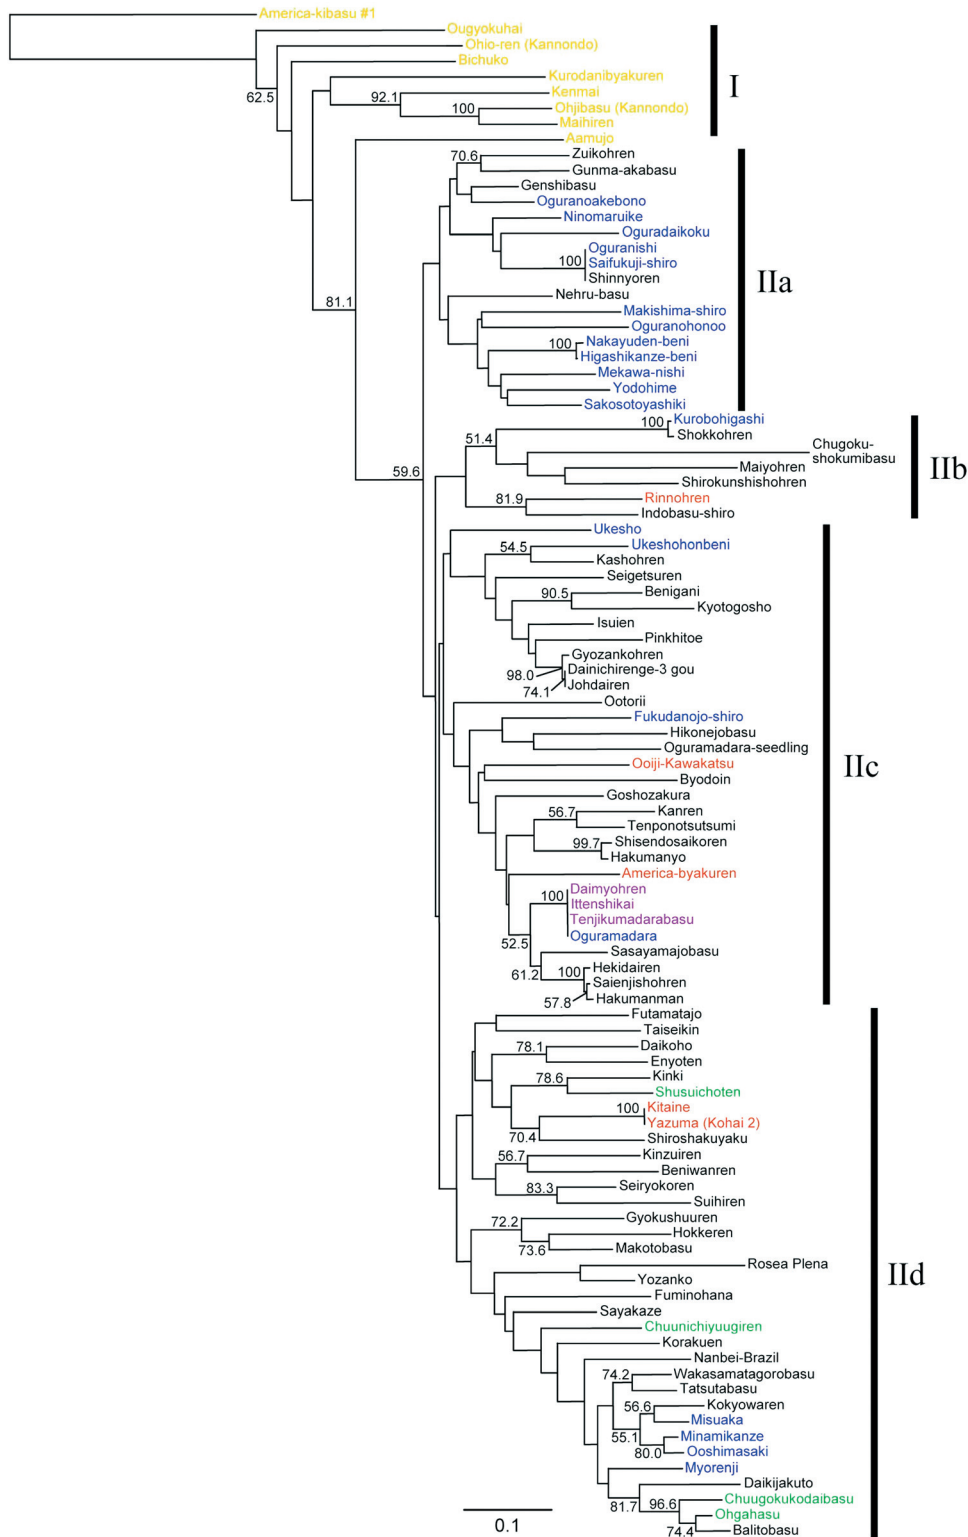 America-kibasu #1
Ougyokuhai
Ohio-ren (Kannondo)
Bichuko
62.5
Kurodanibyakuren
92.1
Kenmai
100
Ohjibasu (Kannondo)
Maihiren
I
Aamujo
81.1
70.6
Zuikohren
Gunma-akabasu
Genshibasu
Oguranoakebono
Ninomaruike
Oguradaikoku
Oguranishi
100
Saifukuji-shiro
Shinnyoren
IIa
Nehru-basu
Makishima-shiro
Oguranohonoo
100
Nakayuden-beni
Higashikanze-beni
Mekawa-nishi
Yodohime
Sakosotoyashiki
59.6
51.4
100
Kurobohigashi
Shokkohren
Chugoku-
shokumibasu
Maiyohren
Shirokunshishohren
IIb
81.9
Rinnohren
Indobasu-shiro
Ukesho
54.5
Ukeshohonbeni
Kashohren
Seigetsuren
90.5
Benigani
Kyotogosho
Isuien
Pinkhitoe
Gyozankohren
98.0
Dainichirenge-3 gou
74.1
Johdairen
Ootorii
Fukudanojo-shiro
Hikonejobasu
Oguramadara-seedling
Ooiji-Kawakatsu
IIc
Byodoin
Goshozakura
56.7
Kanren
Tenponotsutsumi
99.7
Shisendosaikoren
Hakumanyo
America-byakuren
100
Daimyohren
Ittenshikai
Tenjikumadarabasu
Oguramadara
52.5
Sasayamajobasu
61.2
100
Hekidairen
Saienjishohren
57.8
Hakumanman
Futamatajo
Taiseikin
78.1
Daikoho
Enyoten
78.6
Kinki
Shusuichoten
100
Kitaine
Yazuma (Kohai 2)
70.4
Shiroshakuyaku
56.7
Kinzuiren
Beniwanren
83.3
Seiryokoren
Suihiren
72.2
Gyokushuuren
Hokkeren
73.6
Makotobasu
Rosea Plena
IId
Yozanko
Fuminohana
Sayakaze
Chuunichiyuugiren
Korakuen
Nanbei-Brazil
74.2
Wakasamatagorobasu
Tatsutabasu
56.6
Kokyowaren
Misuaka
55.1
Minamikanze
80.0
Ooshimasaki
Myorenji
Daikijakuto
81.7
96.6
Chuugokukodaibasu
Ohgahasu
74.4
Balitobasu
0.1